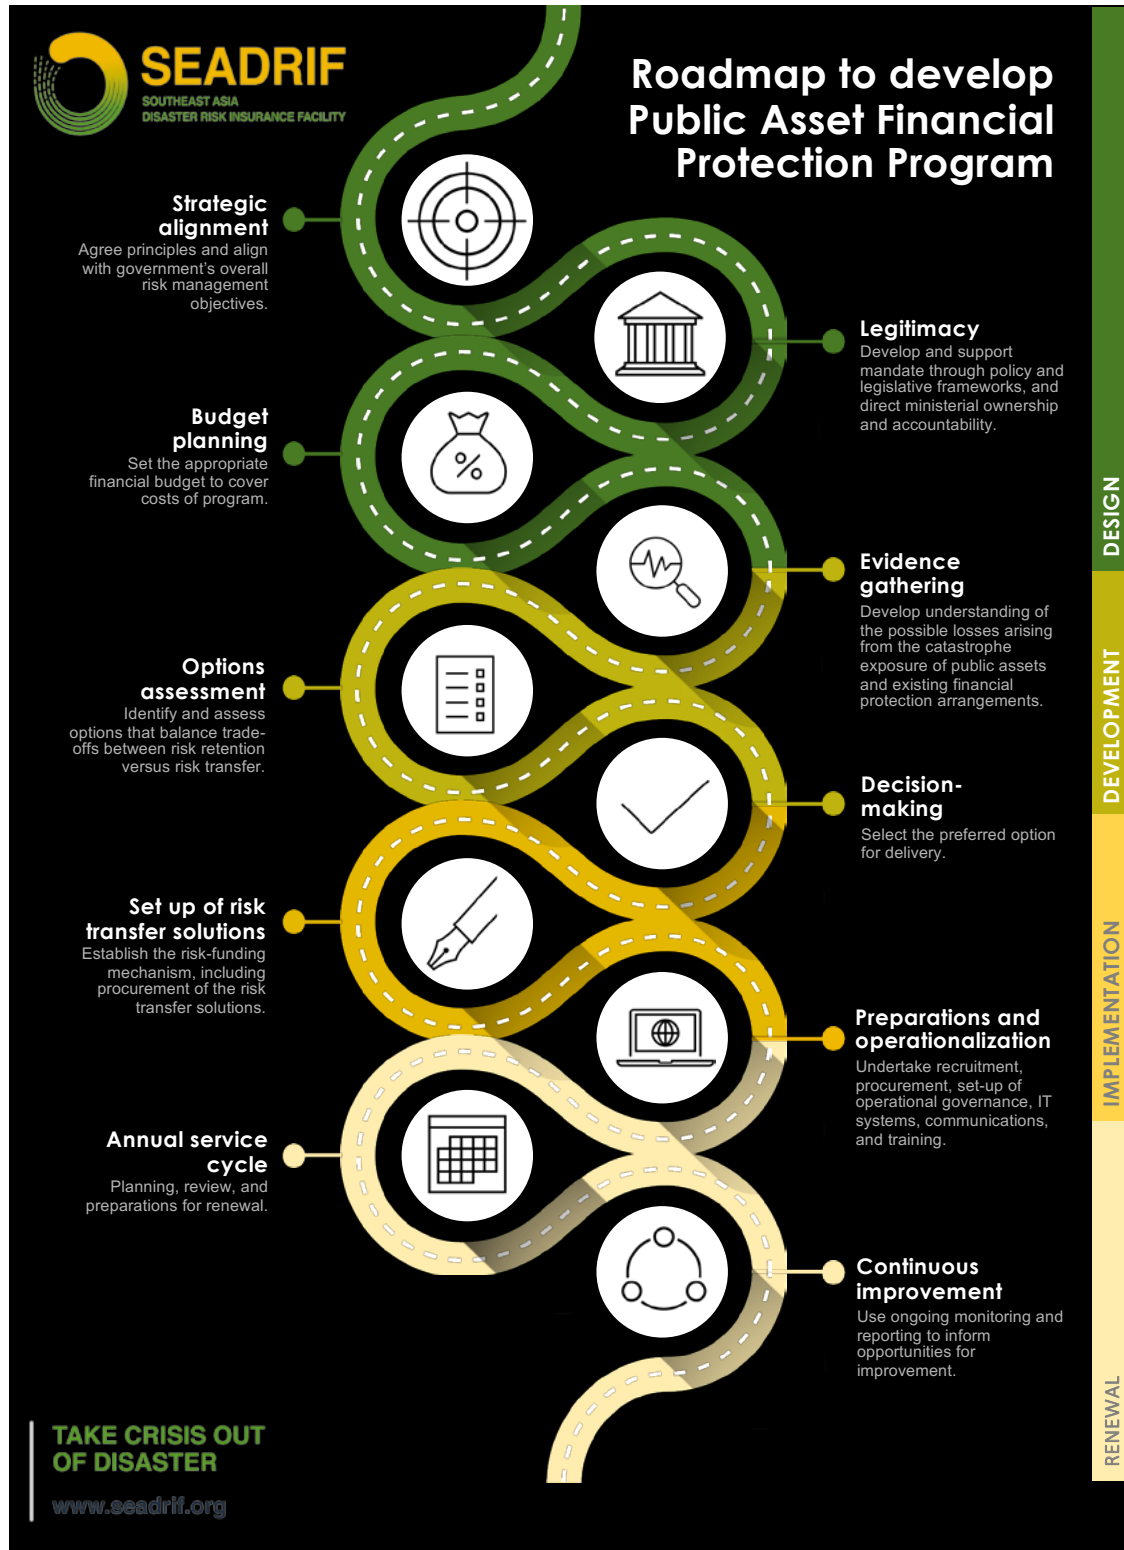 SEADRIF
SOUTHEAST ASIA
DISASTER RISK INSURANCE FACILITY
Roadmap to develop
Public Asset Financial
Protection Program
Strategic
alignment
Agree principles and align
with government's overall
risk management
objectives.
Legitimacy
Develop and support
mandate through policy and
legislative frameworks, and
direct ministerial ownership
and accountability.
Budget
planning
Set the appropriate
financial budget to cover
costs of program.
%
DESIGN
Evidence
gathering
Develop understanding of
the possible losses arising
from the catastrophe
exposure of public assets
and existing financial
protection arrangements.
Options
assessment
Identify and assess
options that balance trade-
offs between risk retention
versus risk transfer.
DEVELOPMENT
Decision-
making
Select the preferred option
for delivery.
Set up of risk
transfer solutions
Establish the risk-funding
mechanism, including
procurement of the risk
transfer solutions.
IMPLEMENTATION
Preparations and
operationalization
Undertake recruitment,
procurement, set-up of
operational governance, IT
systems, communications,
and training.
Annual service
cycle
Planning, review, and
preparations for renewal.
Continuous
improvement
Use ongoing monitoring and
reporting to inform
opportunities for
improvement.
RENEWAL
TAKE CRISIS OUT
OF DISASTER
www.seadrif.org